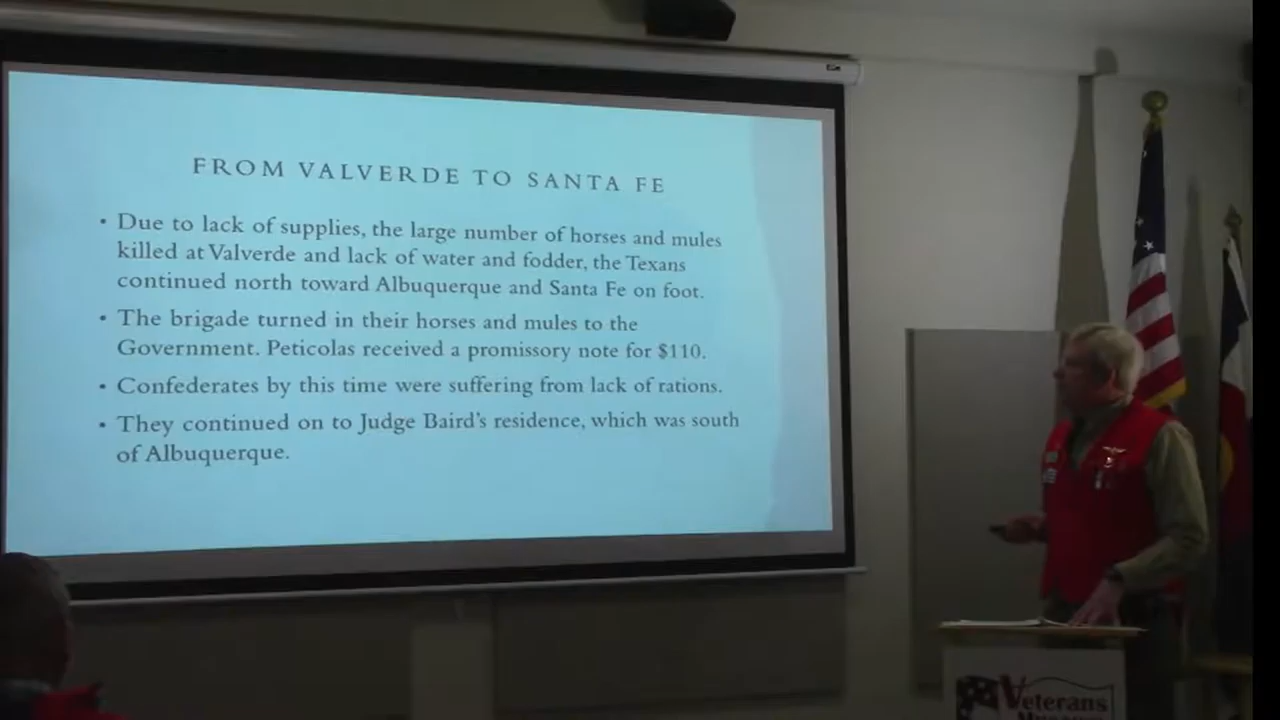 FROM VALVERDE TO SANTA FE
• Due to lack of supplies, the large number of horses and mules
killed at Valverde and lack of water and fodder, the Texans
continued north toward Albuquerque and Santa Fe on foot.
• The brigade turned in their horses and mules to the
Government. Peticolas received a promissory note for $110.
• Confederates by this time were suffering from lack of rations.
• They continued on to Judge Baird's residence, which was south
of Albuquerque.
Veterans